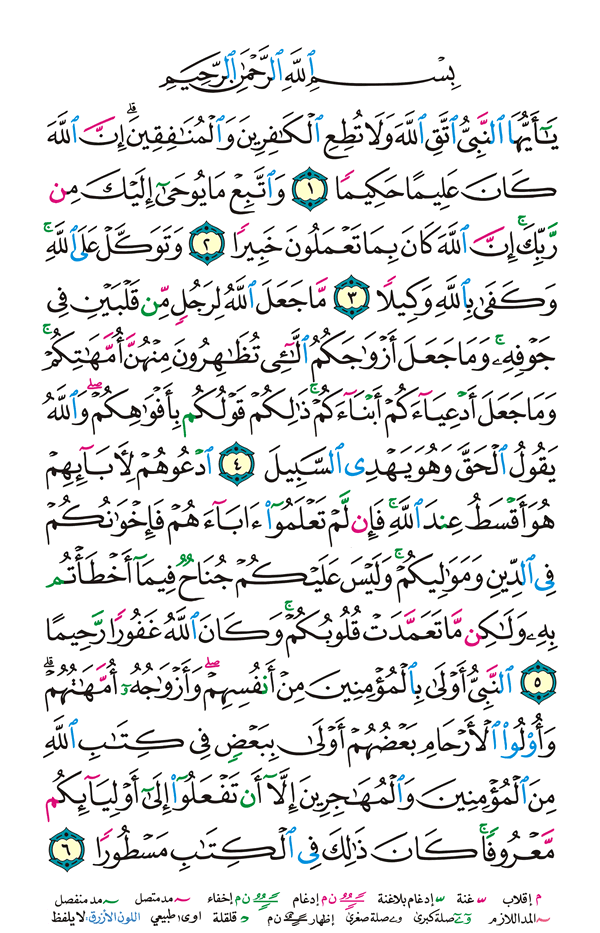 بِسْمِ ٱللَّهِ ٱلرَّحْمَٰنِ ٱلرَّحِيمِ
يَٰٓأَيُّهَا ٱلنَّبِىُّ ٱتَّقِ ٱللَّهَ وَلَا تُطِعِ ٱلْكَٰفِرِينَ وَٱلْمُنَٰفِقِينَ ۗ إِنَّ ٱللَّهَ
كَانَ عَلِيمًا حَكِيمًا ١ وَٱتَّبِعْ مَا يُوحَىٰٓ إِلَيْكَ مِن
رَّبِّكَ ۚ إِنَّ ٱللَّهَ كَانَ بِمَا تَعْمَلُونَ خَبِيرًا ٢ وَتَوَكَّلْ عَلَى ٱللَّهِ ۚ
وَكَفَىٰ بِٱللَّهِ وَكِيلًا ٣ مَّا جَعَلَ ٱللَّهُ لِرَجُلٍ مِّن قَلْبَيْنِ فِى
جَوْفِهِۦ ۚ وَمَا جَعَلَ أَزْوَٰجَكُمُ ٱلَّٰٓـِٔى تُظَٰهِرُونَ مِنْهُنَّ أُمَّهَٰتِكُمْ ۚ
وَمَا جَعَلَ أَدْعِيَآءَكُمْ أَبْنَآءَكُمْ ۚ ذَٰلِكُمْ قَوْلُكُم بِأَفْوَٰهِكُمْ ۖ وَٱللَّهُ
يَقُولُ ٱلْحَقَّ وَهُوَ يَهْدِى ٱلسَّبِيلَ ٤ ٱدْعُوهُمْ لِـَٔابَآئِهِمْ
هُوَ أَقْسَطُ عِندَ ٱللَّهِ ۚ فَإِن لَّمْ تَعْلَمُوٓا۟ ءَابَآءَهُمْ فَإِخْوَٰنُكُمْ
فِى ٱلدِّينِ وَمَوَٰلِيكُمْ ۚ وَلَيْسَ عَلَيْكُمْ جُنَاحٌ فِيمَآ أَخْطَأْتُم
بِهِۦ وَلَٰكِن مَّا تَعَمَّدَتْ قُلُوبُكُمْ ۚ وَكَانَ ٱللَّهُ غَفُورًا رَّحِيمًا
٥ ٱلنَّبِىُّ أَوْلَىٰ بِٱلْمُؤْمِنِينَ مِنْ أَنفُسِهِمْ ۖ وَأَزْوَٰجُهُۥٓ أُمَّهَٰتُهُمْ ۗ
وَأُو۟لُوا۟ ٱلْأَرْحَامِ بَعْضُهُمْ أَوْلَىٰ بِبَعْضٍ فِى كِتَٰبِ ٱللَّهِ
مِنَ ٱلْمُؤْمِنِينَ وَٱلْمُهَٰجِرِينَ إِلَّآ أَن تَفْعَلُوٓا۟ إِلَىٰٓ أَوْلِيَآئِكُم
مَّعْرُوفًا ۚ كَانَ ذَٰلِكَ فِى ٱلْكِتَٰبِ مَسْطُورًا ٦
م إقلاب غنة إدغام بلاغنة ن م إدغام ن م إخفاء مد متصل مد منفصل
المد اللازم صلة كبرى صلة صغرى إظهار ن م قلقلة اوى: طبيعي اللون الأزرق: لا يلفظ